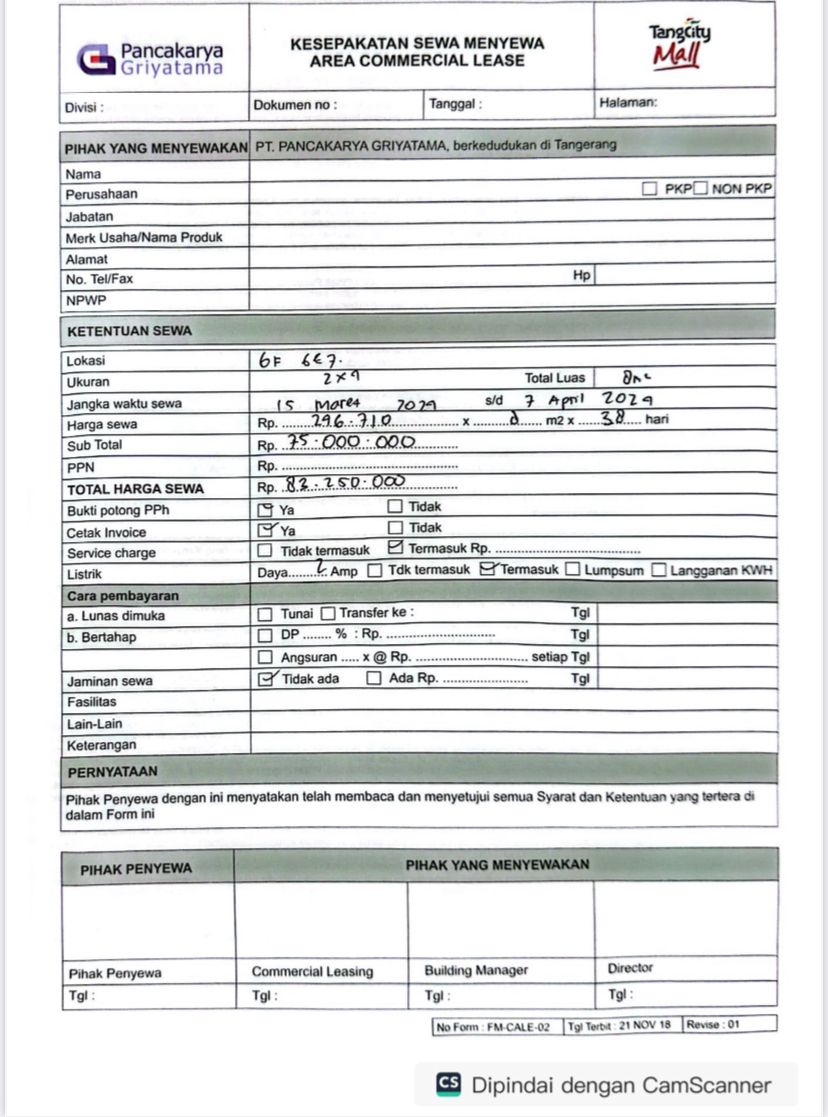 Pancakarya
Griyatama
KESEPAKATAN SEWA MENYEWA
AREA COMMERCIAL LEASE
TangCity
Mall
Divisi :
Dokumen no :
Tanggal :
Halaman:
PIHAK YANG MENYEWAKAN PT. PANCAKARYA GRIYATAMA, berkedudukan di Tangerang
Nama
Perusahaan PKP NON PKP
Jabatan
Merk Usaha/Nama Produk
Alamat
No. Tel/Fax Hp
NPWP
KETENTUAN SEWA
Lokasi GF
Ukuran Total Luas
Jangka waktu sewa 15 Maret 2024 s/d 7 April 2024
Harga sewa Rp. ........246.710.................... x .........8...... m2 x ......38..... hari
Sub Total Rp. ..75.000.000.............
PPN Rp. ................................................
TOTAL HARGA SEWA Rp. ..83.250.000..............
Bukti potong PPh Ya Tidak
Cetak Invoice Ya Tidak
Service charge Tidak termasuk Termasuk Rp. .......................................
Listrik Daya.........2. Amp Tdk termasuk Termasuk Lumpsum Langganan KWH
Cara pembayaran
a. Lunas dimuka Tunai Transfer ke : Tgl
b. Bertahap DP ........ % : Rp. ............................... Tgl
Angsuran ..... x @ Rp. ............................... setiap Tgl
Jaminan sewa Tidak ada Ada Rp. ........................ Tgl
Fasilitas
Lain-Lain
Keterangan
PERNYATAAN
Pihak Penyewa dengan ini menyatakan telah membaca dan menyetujui semua Syarat dan Ketentuan yang tertera di
dalam Form ini
PIHAK PENYEWA PIHAK YANG MENYEWAKAN
Pihak Penyewa Commercial Leasing Building Manager Director
Tgl : Tgl : Tgl : Tgl :
No Form : FM-CALE-02 Tgl Terbit : 21 NOV 18 Revise : 01
CS Dipindai dengan CamScanner